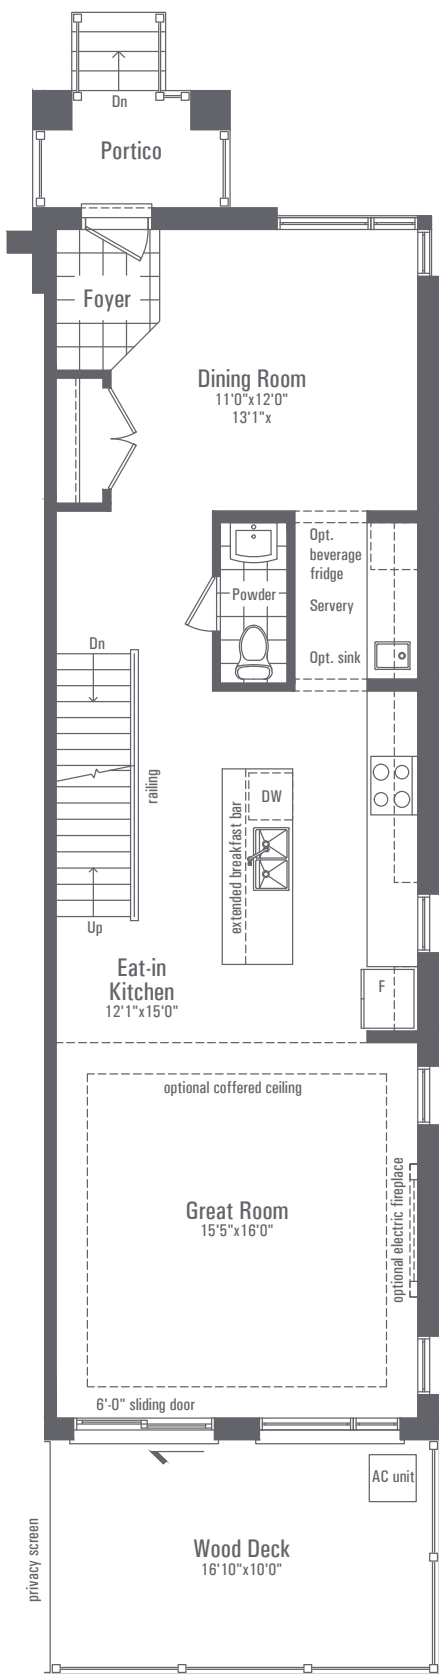 Dn
Portico
Foyer
Dining Room
11'0"x12'0"
13'1"x
Opt.
beverage
fridge
Powder
Servery
Opt. sink
Dn
railing
DW
extended breakfast bar
Up
Eat-in
Kitchen
12'1"x15'0"
F
optional coffered ceiling
optional electric fireplace
Great Room
15'5"x16'0"
6'-0" sliding door
AC unit
privacy screen
Wood Deck
16'10"x10'0"